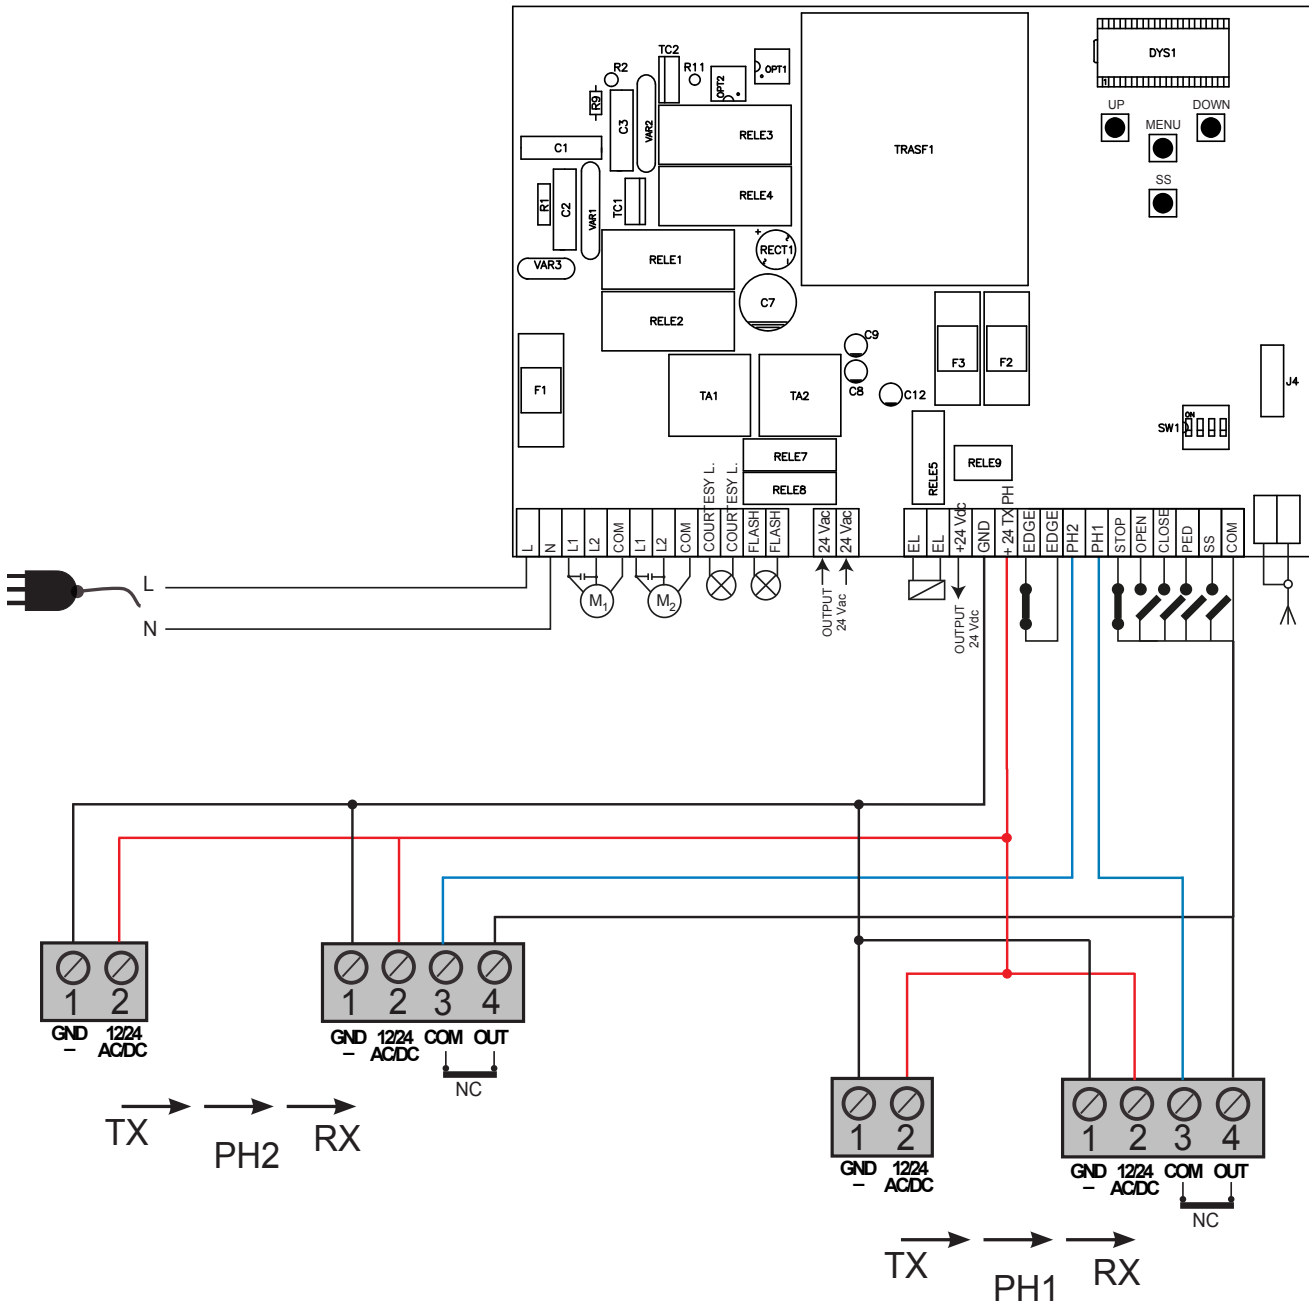 DYS1
1
UP
DOWN
MENU
SS
TC2
R2
R11
OPT1
OPT2
R9
C3
VAR2
RELE3
TRASF1
C1
RELE4
R1
C2
VAR1
TC1
+
RECT1
RELE1
VAR3
C7
RELE2
C9
C8
F3
F2
J4
F1
TA1
TA2
C12
ON
SW1
RELE7
RELE8
RELE5
RELE9
L
N
L1
L2
COM
L1
L2
COM
COURTESY L.
COURTESY L.
FLASH
FLASH
24 Vac
24 Vac
EL
EL
+24 Vdc
GND
+ 24 TX PH
EDGE
EDGE
PH2
PH1
STOP
OPEN
CLOSE
PED
SS
COM
L
N
M1
M2
OUTPUT
24 Vac
OUTPUT
24 Vdc
1 2
GND 12/24
– AC/DC
1 2 3 4
GND 12/24 COM OUT
– AC/DC
NC
TX PH2 RX
1 2
GND 12/24
– AC/DC
1 2 3 4
GND 12/24 COM OUT
– AC/DC
NC
TX PH1 RX